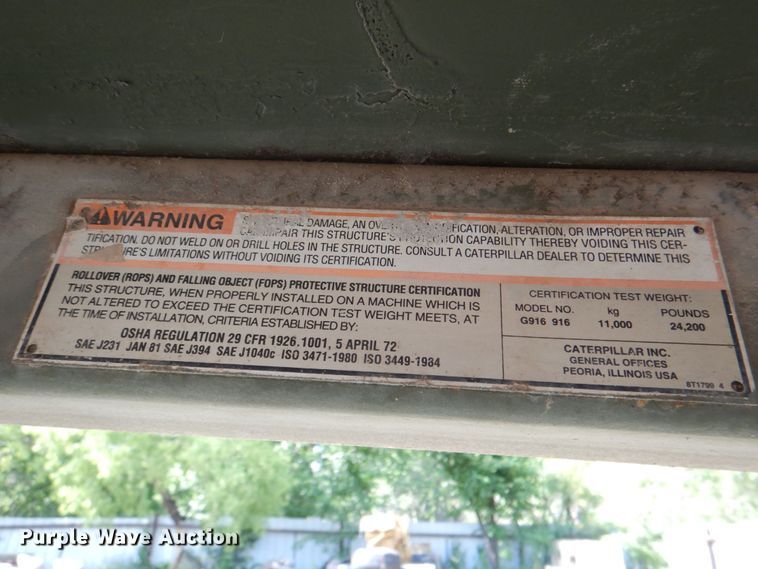 WARNING
DAMAGE, AN ALTERATION, OR IMPROPER REPAIR
CAN IMPAIR THIS STRUCTURE'S PROTECTION CAPABILITY THEREBY VOIDING THIS CER-
TIFICATION. DO NOT WELD ON OR DRILL HOLES IN THE STRUCTURE. CONSULT A CATERPILLAR DEALER TO DETERMINE THIS
LIMITATIONS WITHOUT VOIDING ITS CERTIFICATION.
ROLLOVER (ROPS) AND FALLING OBJECT (FOPS) PROTECTIVE STRUCTURE CERTIFICATION
THIS STRUCTURE, WHEN PROPERLY INSTALLED ON A MACHINE WHICH IS
NOT ALTERED TO EXCEED THE CERTIFICATION TEST WEIGHT MEETS, AT
THE TIME OF INSTALLATION, CRITERIA ESTABLISHED BY:
OSHA REGULATION 29 CFR 1926.1001, 5 APRIL 72
SAE J231 JAN 81 SAE J394 SAE J1040c ISO 3471-1980 ISO 3449-1984
CERTIFICATION TEST WEIGHT:
MODEL NO. kg POUNDS
G916 916 11,000 24,200
CATERPILLAR INC.
GENERAL OFFICES
PEORIA, ILLINOIS USA
8T1799 4
Purple Wave Auction